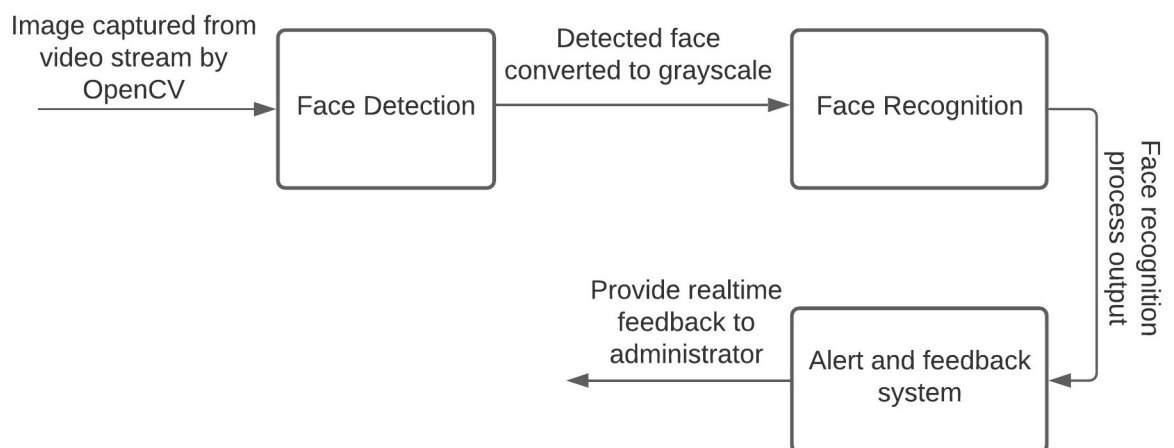 Image captured from
video stream by
OpenCV
Face Detection
Detected face
converted to grayscale
Face Recognition
Face recognition
process output
Alert and feedback
system
Provide realtime
feedback to
administrator